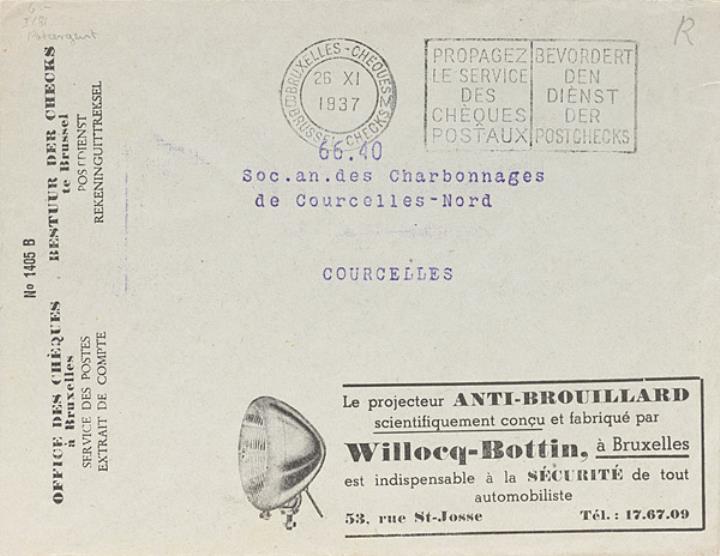 R
BRUXELLES-CHEQUES
26 XI
1937
BRUSSEL CHECKS
PROPAGEZ
LE SERVICE
DES
CHÈQUES
POSTAUX
BEVORDERT
DEN
DIENST
DER
POSTCHECKS
66.40
Soc.an.des Charbonnages
de Courcelles-Nord
COURCELLES
No 1405 B
OFFICE DES CHÈQUES
à Bruxelles
SERVICE DES POSTES
EXTRAIT DE COMPTE
BESTUUR DER CHECKS
te Brussel
POSTDIENST
REKENINGUITTREKSEL
Le projecteur ANTI-BROUILLARD
scientifiquement conçu et fabriqué par
Willocq-Bottin, à Bruxelles
est indispensable à la SÉCURITÉ de tout
automobiliste
53, rue St-Josse Tél.: 17.67.09